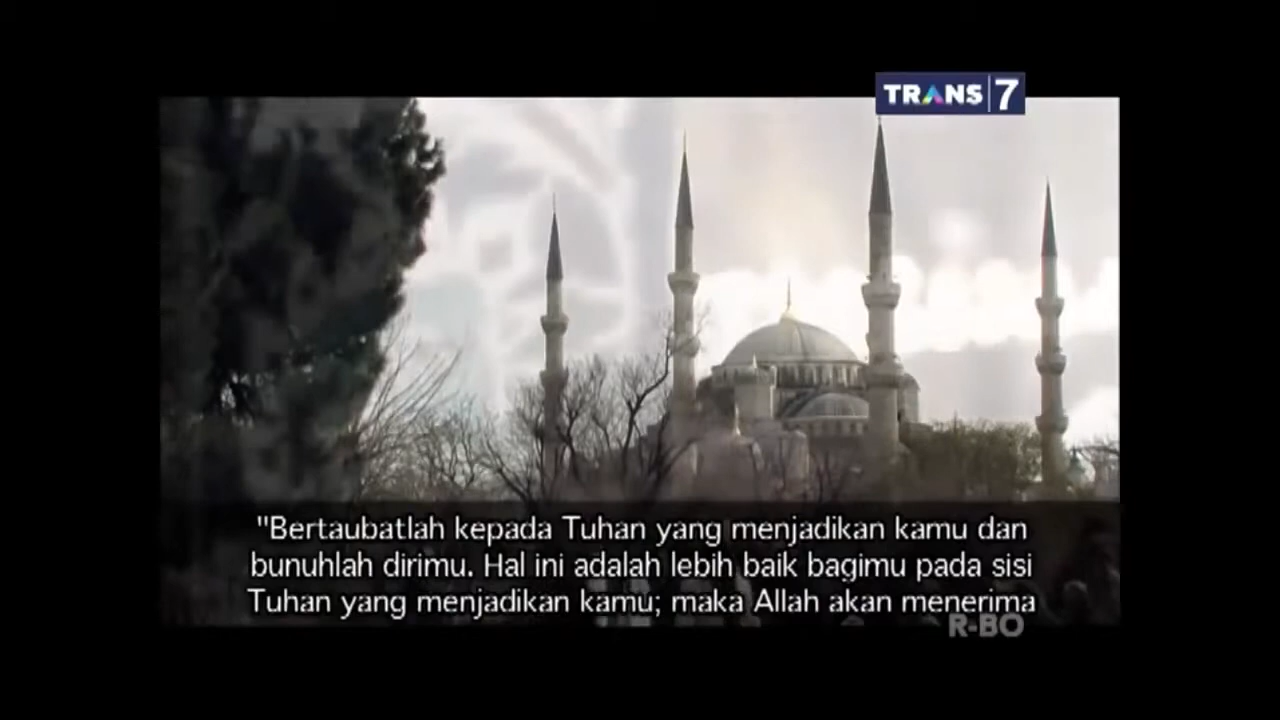 TRANS 7
"Bertaubatlah kepada Tuhan yang menjadikan kamu dan
bunuhlah dirimu. Hal ini adalah lebih baik bagimu pada sisi
Tuhan yang menjadikan kamu; maka Allah akan menerima
R-BO